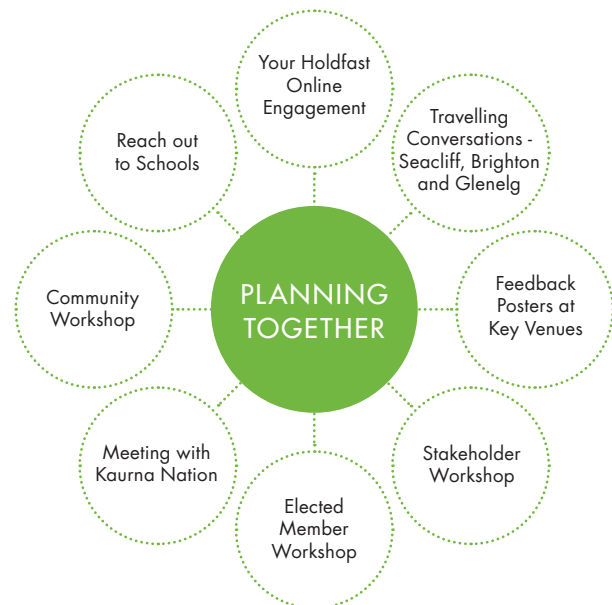 Your Holdfast
Online
Engagement
Travelling
Conversations -
Seacliff, Brighton
and Glenelg
Feedback
Posters at
Key Venues
Stakeholder
Workshop
Elected
Member
Workshop
Meeting with
Kaurna Nation
Community
Workshop
Reach out
to Schools
PLANNING
TOGETHER